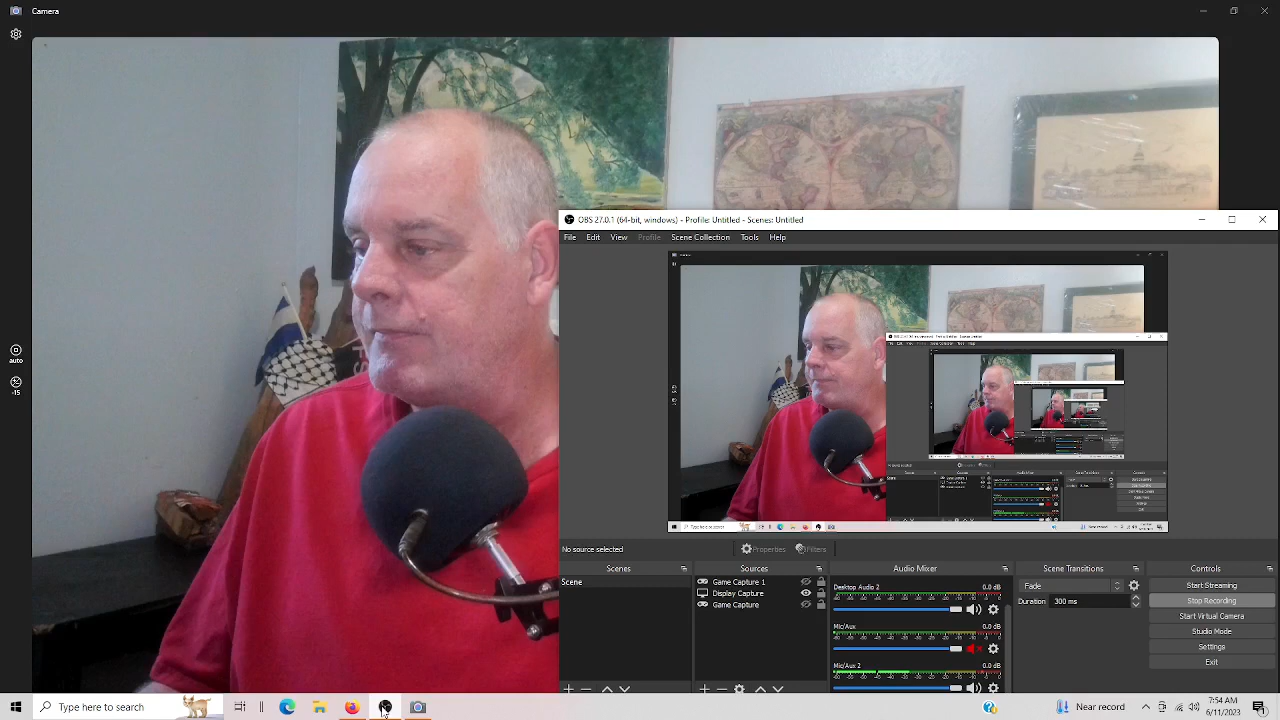 Camera
AUTO
-15
OBS 27.0.1 (64-bit, windows) - Profile: Untitled - Scenes: Untitled
File Edit View Profile Scene Collection Tools Help
No source selected
Properties Filters
Scenes
Scene
Sources
Game Capture 1
Display Capture
Game Capture
Audio Mixer
Desktop Audio 2 0.0 dB
Mic/Aux 0.0 dB
Mic/Aux 2 0.0 dB
Scene Transitions
Fade
Duration 300 ms
Controls
Start Streaming
Stop Recording
Start Virtual Camera
Studio Mode
Settings
Exit
Type here to search
Near record
7:54 AM
6/11/2023